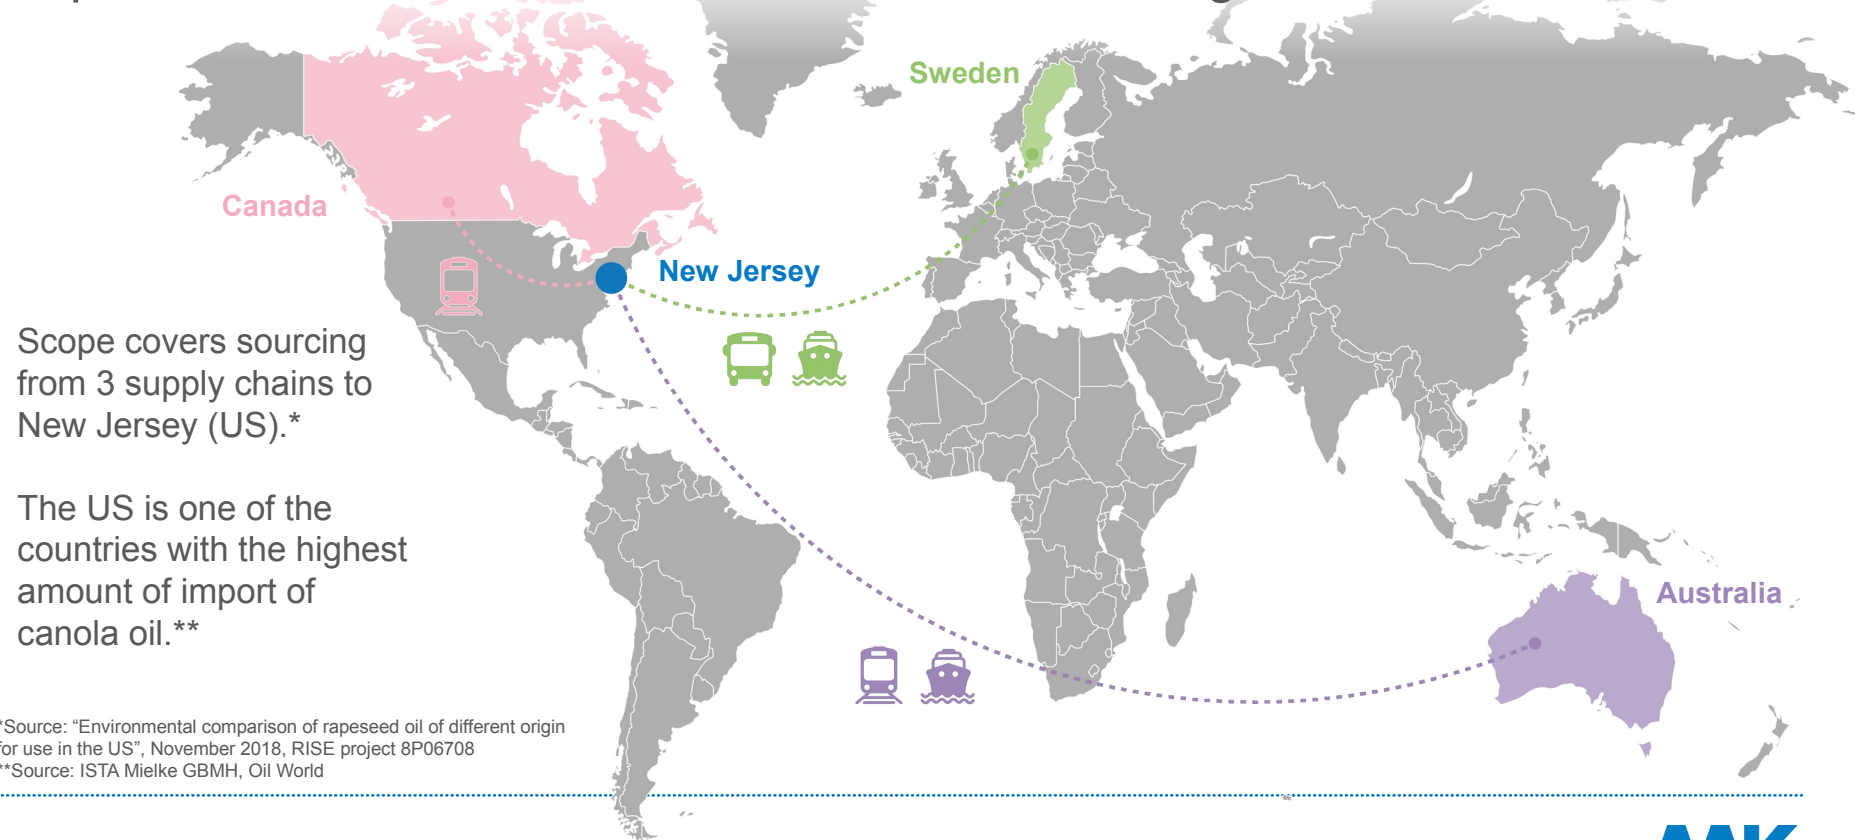 Sweden
Canada
New Jersey
Scope covers sourcing
from 3 supply chains to
New Jersey (US).*
The US is one of the
countries with the highest
amount of import of
canola oil.**
Australia
*Source: “Environmental comparison of rapeseed oil of different origin
for use in the US”, November 2018, RISE project 8P06708
**Source: ISTA Mielke GBMH, Oil World
AAK